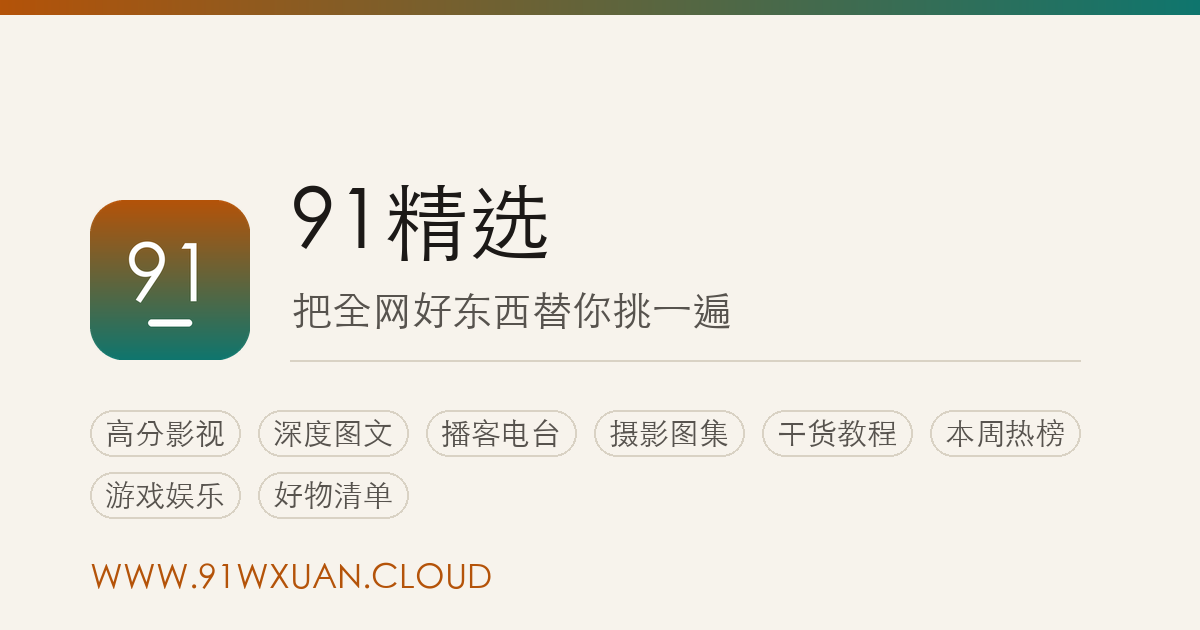 91
91精选
把全网好东西替你挑一遍
高分影视 深度图文 播客电台 摄影图集 干货教程 本周热榜
游戏娱乐 好物清单
WWW.91WXUAN.CLOUD